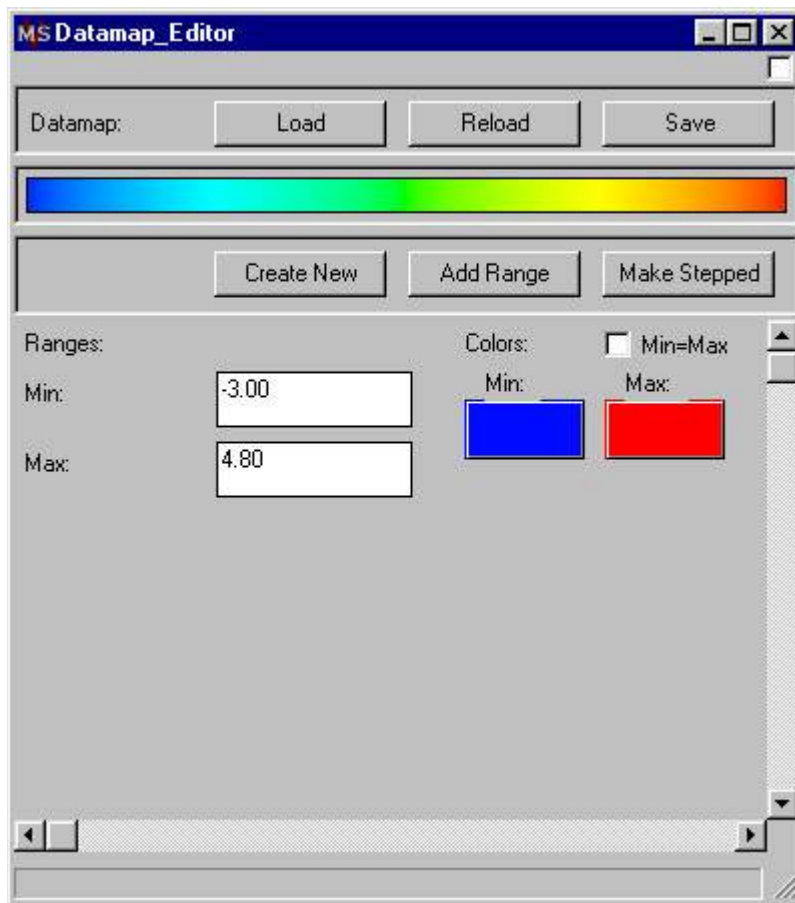 MS Datamap_Editor
Datamap: Load Reload Save
Create New Add Range Make Stepped
Ranges: Colors: Min=Max
Min: -3.00 Min: Max:
Max: 4.80